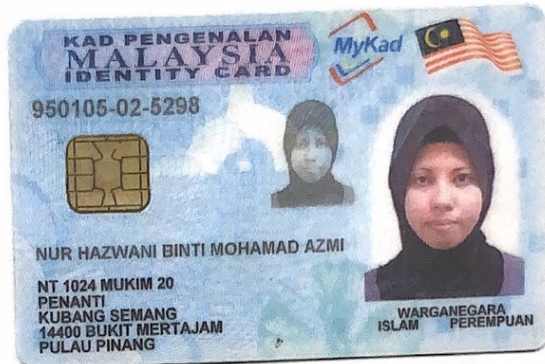 KAD PENGENALAN
MALAYSIA
IDENTITY CARD
MyKad
950105-02-5298
NUR HAZWANI BINTI MOHAMAD AZMI
NT 1024 MUKIM 20
PENANTI
KUBANG SEMANG
14400 BUKIT MERTAJAM
PULAU PINANG
WARGANEGARA
ISLAM PEREMPUAN